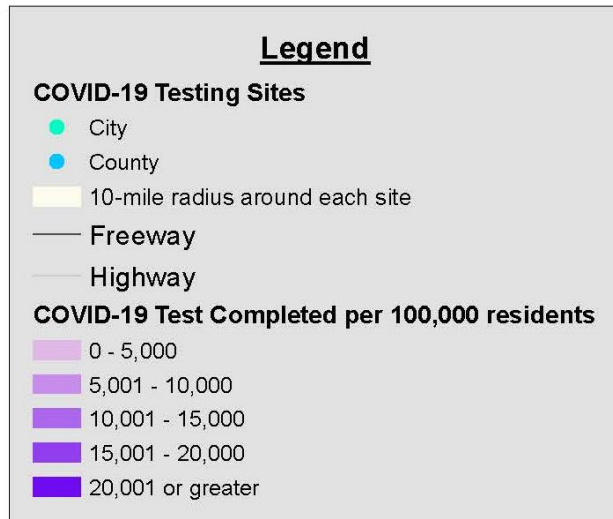 Legend
COVID-19 Testing Sites
City
County
10-mile radius around each site
Freeway
Highway
COVID-19 Test Completed per 100,000 residents
0 - 5,000
5,001 - 10,000
10,001 - 15,000
15,001 - 20,000
20,001 or greater